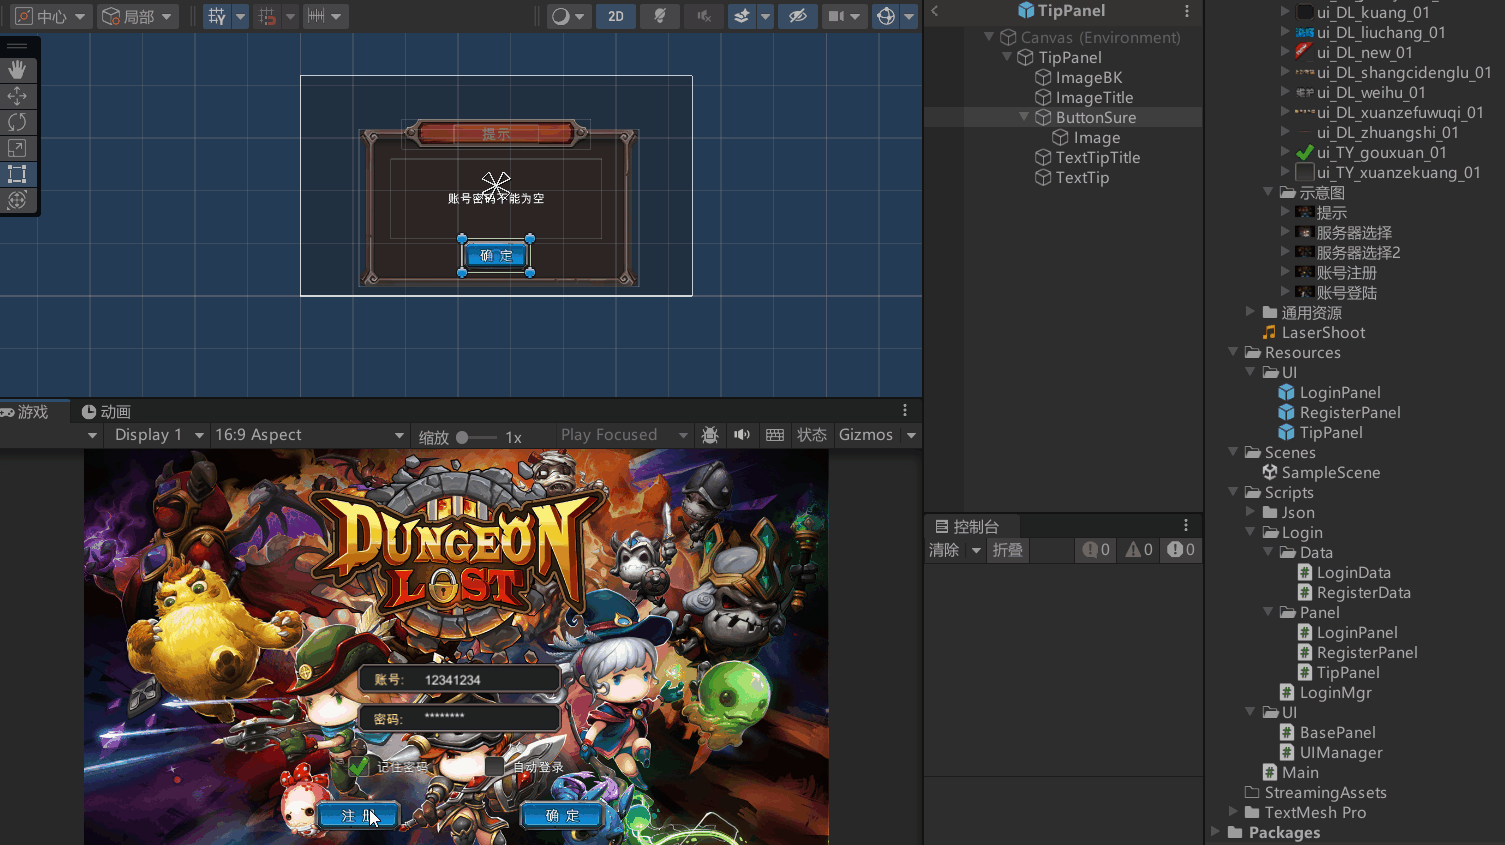 中心
局部
2D
提示
账号密码不能为空
确 定
游戏
动画
Display 1
16:9 Aspect
缩放
1x
Play Focused
状态
Gizmos
DUNGEON
LOST
账号:
12341234
密码:
********
记住密码
自动登录
注 册
确 定
TipPanel
Canvas (Environment)
TipPanel
ImageBK
ImageTitle
ButtonSure
Image
TextTipTitle
TextTip
控制台
清除
折叠
0
0
0
ui_DL_kuang_01
ui_DL_liuchang_01
ui_DL_new_01
ui_DL_shangcidenglu_01
ui_DL_weihu_01
ui_DL_xuanzefuwuqi_01
ui_DL_zhuangshi_01
ui_TY_gouxuan_01
ui_TY_xuanzekuang_01
示意图
提示
服务器选择
服务器选择2
账号注册
账号登陆
通用资源
LaserShoot
Resources
UI
LoginPanel
RegisterPanel
TipPanel
Scenes
SampleScene
Scripts
Json
Login
Data
LoginData
RegisterData
Panel
LoginPanel
RegisterPanel
TipPanel
LoginMgr
UI
BasePanel
UIManager
Main
StreamingAssets
TextMesh Pro
Packages